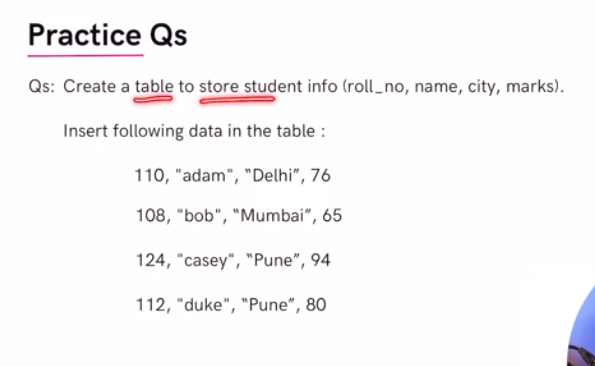 Practice Qs
Qs: Create a table to store student info (roll_no, name, city, marks).
Insert following data in the table :
110, "adam", "Delhi", 76
108, "bob", "Mumbai", 65
124, "casey", "Pune", 94
112, "duke", "Pune", 80